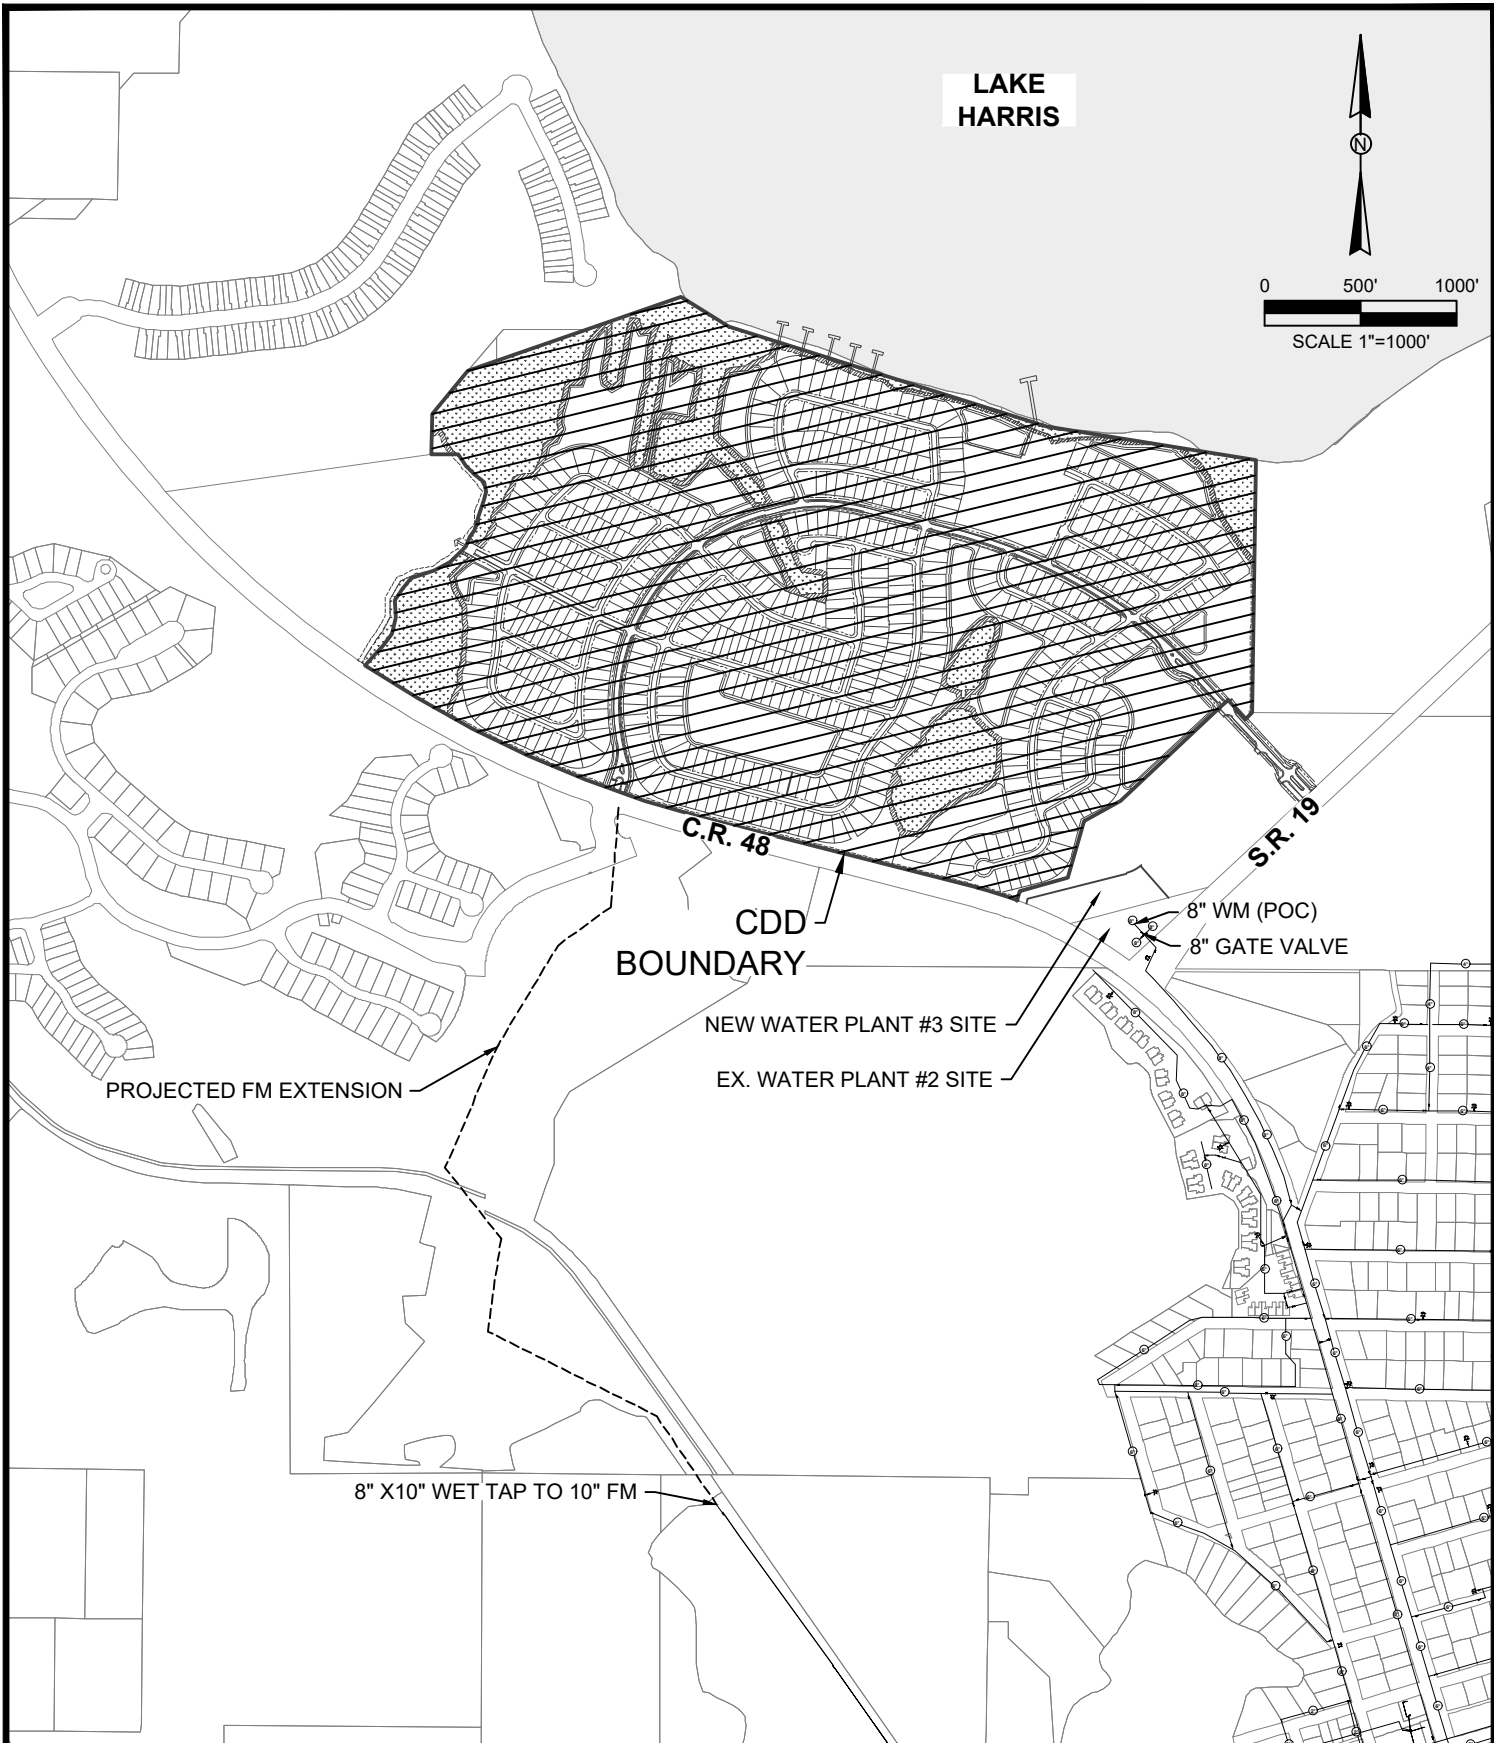 LAKE
HARRIS
N
0 500' 1000'
SCALE 1"=1000'
C.R. 48
S.R. 19
8" WM (POC)
8" GATE VALVE
CDD
BOUNDARY
NEW WATER PLANT #3 SITE
EX. WATER PLANT #2 SITE
PROJECTED FM EXTENSION
8" X10" WET TAP TO 10" FM